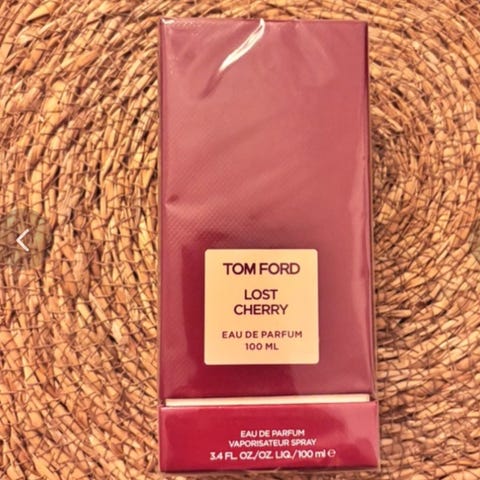 TOM FORD
LOST
CHERRY
EAU DE PARFUM
100 ML
EAU DE PARFUM
VAPORISATEUR SPRAY
3.4 FL. OZ./OZ. LIQ./100 ml ℮